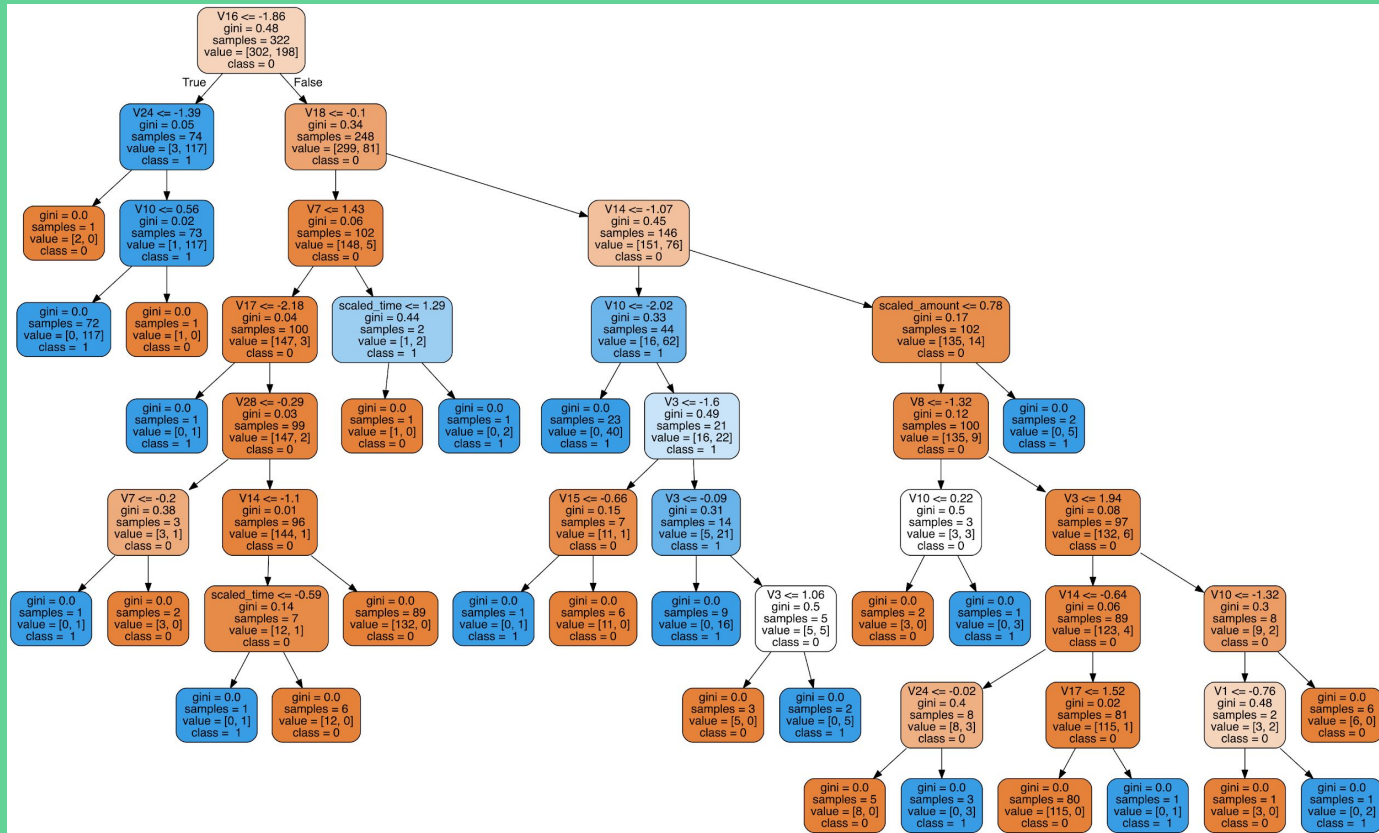 V16 <= -1.86
gini = 0.48
samples = 322
value = [302, 198]
class = 0
True
False
V24 <= -1.39
gini = 0.05
samples = 74
value = [3, 117]
class = 1
V18 <= -0.1
gini = 0.34
samples = 248
value = [299, 81]
class = 0
gini = 0.0
samples = 1
value = [2, 0]
class = 0
V10 <= 0.56
gini = 0.02
samples = 73
value = [1, 117]
class = 1
V7 <= 1.43
gini = 0.06
samples = 102
value = [148, 5]
class = 0
V14 <= -1.07
gini = 0.45
samples = 146
value = [151, 76]
class = 0
gini = 0.0
samples = 72
value = [0, 117]
class = 1
gini = 0.0
samples = 1
value = [1, 0]
class = 0
V17 <= -2.18
gini = 0.04
samples = 100
value = [147, 3]
class = 0
scaled_time <= 1.29
gini = 0.44
samples = 2
value = [1, 2]
class = 1
V10 <= -2.02
gini = 0.33
samples = 44
value = [16, 62]
class = 1
scaled_amount <= 0.78
gini = 0.17
samples = 102
value = [135, 14]
class = 0
gini = 0.0
samples = 1
value = [0, 1]
class = 1
V28 <= -0.29
gini = 0.03
samples = 99
value = [147, 2]
class = 0
gini = 0.0
samples = 1
value = [1, 0]
class = 0
gini = 0.0
samples = 1
value = [0, 2]
class = 1
gini = 0.0
samples = 23
value = [0, 40]
class = 1
V3 <= -1.6
gini = 0.49
samples = 21
value = [16, 22]
class = 1
V8 <= -1.32
gini = 0.12
samples = 100
value = [135, 9]
class = 0
gini = 0.0
samples = 2
value = [0, 5]
class = 1
V7 <= -0.2
gini = 0.38
samples = 3
value = [3, 1]
class = 0
V14 <= -1.1
gini = 0.01
samples = 96
value = [144, 1]
class = 0
V15 <= -0.66
gini = 0.15
samples = 7
value = [11, 1]
class = 0
V3 <= -0.09
gini = 0.31
samples = 14
value = [5, 21]
class = 1
V10 <= 0.22
gini = 0.5
samples = 3
value = [3, 3]
class = 0
V3 <= 1.94
gini = 0.08
samples = 97
value = [132, 6]
class = 0
gini = 0.0
samples = 1
value = [0, 1]
class = 1
gini = 0.0
samples = 2
value = [3, 0]
class = 0
scaled_time <= -0.59
gini = 0.14
samples = 7
value = [12, 1]
class = 0
gini = 0.0
samples = 89
value = [132, 0]
class = 0
gini = 0.0
samples = 1
value = [0, 1]
class = 1
gini = 0.0
samples = 6
value = [11, 0]
class = 0
gini = 0.0
samples = 9
value = [0, 16]
class = 1
V3 <= 1.06
gini = 0.5
samples = 5
value = [5, 5]
class = 0
gini = 0.0
samples = 2
value = [3, 0]
class = 0
gini = 0.0
samples = 1
value = [0, 3]
class = 1
V14 <= -0.64
gini = 0.06
samples = 89
value = [123, 4]
class = 0
V10 <= -1.32
gini = 0.3
samples = 8
value = [9, 2]
class = 0
gini = 0.0
samples = 1
value = [0, 1]
class = 1
gini = 0.0
samples = 6
value = [12, 0]
class = 0
gini = 0.0
samples = 3
value = [5, 0]
class = 0
gini = 0.0
samples = 2
value = [0, 5]
class = 1
V24 <= -0.02
gini = 0.4
samples = 8
value = [8, 3]
class = 0
V17 <= 1.52
gini = 0.02
samples = 81
value = [115, 1]
class = 0
V1 <= -0.76
gini = 0.48
samples = 2
value = [3, 2]
class = 0
gini = 0.0
samples = 6
value = [6, 0]
class = 0
gini = 0.0
samples = 5
value = [8, 0]
class = 0
gini = 0.0
samples = 3
value = [0, 3]
class = 1
gini = 0.0
samples = 80
value = [115, 0]
class = 0
gini = 0.0
samples = 1
value = [0, 1]
class = 1
gini = 0.0
samples = 1
value = [3, 0]
class = 0
gini = 0.0
samples = 1
value = [0, 2]
class = 1